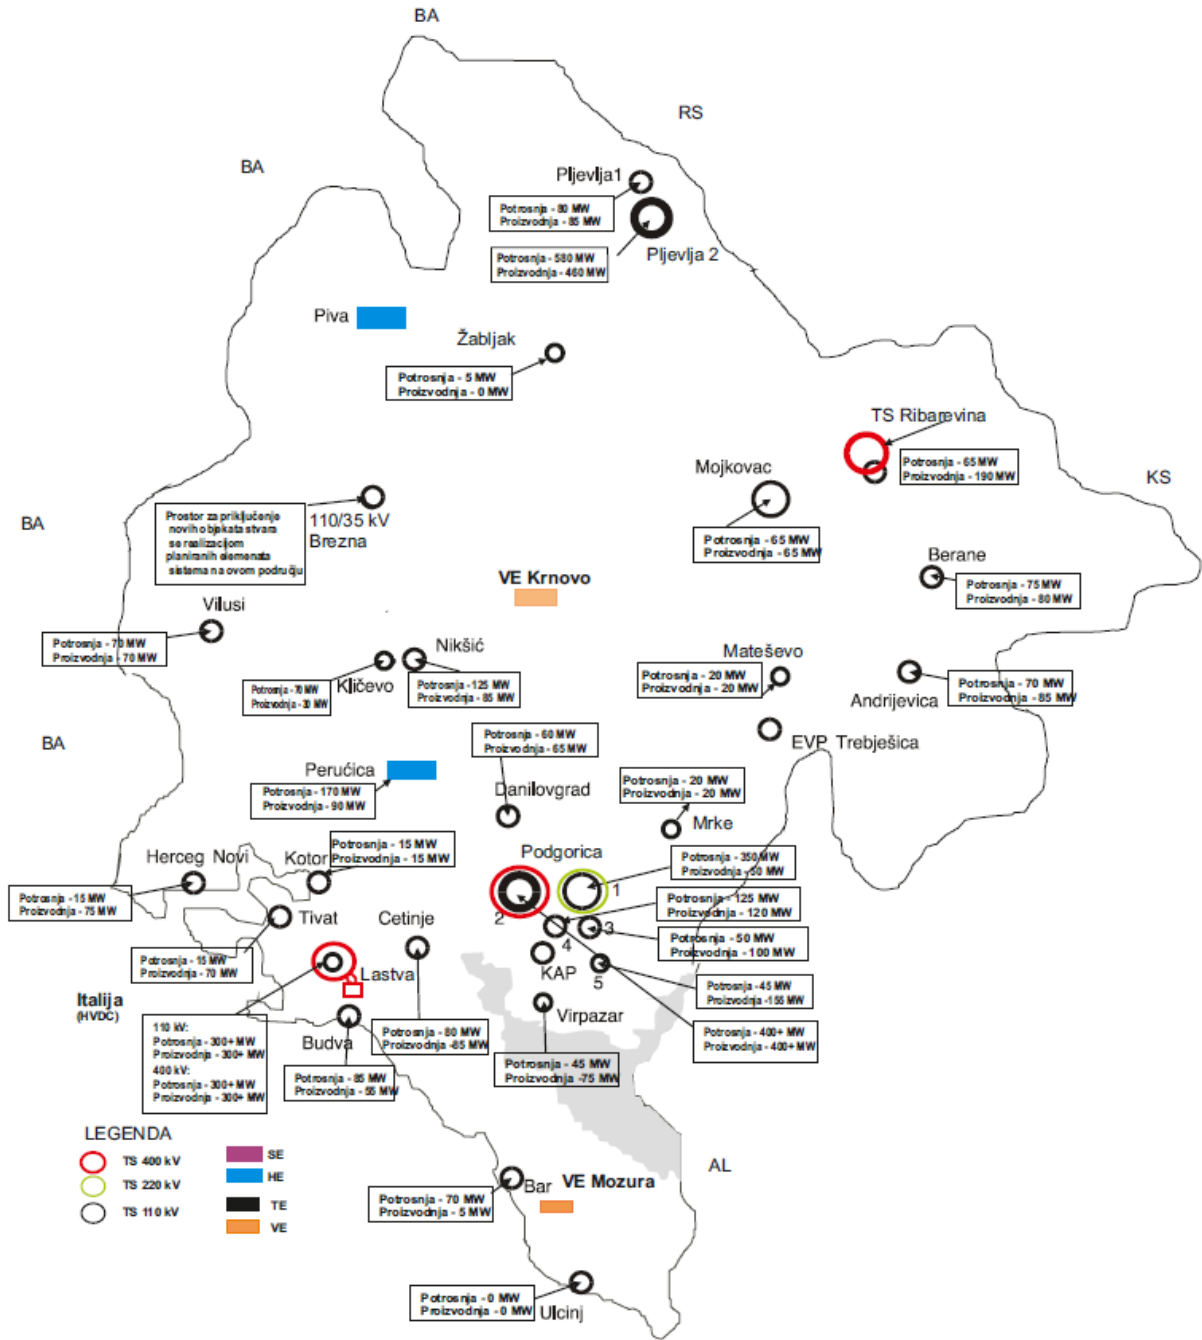 BA
RS
BA
Pljevlja1
Potrosnja - 80 MW
Proizvodnja - 85 MW
Pljevlja 2
Potrosnja - 580 MW
Proizvodnja - 460 MW
Piva
Žabljak
Potrosnja - 5 MW
Proizvodnja - 0 MW
TS Ribarevina
Potrosnja - 65 MW
Proizvodnja - 190 MW
Mojkovac
Potrosnja - 65 MW
Proizvodnja - 65 MW
KS
BA
Prostor za priključenje
novih objekata stvara
se realizacijom
planiranih elemenata
sistema na ovom području
110/35 kV
Brezna
VE Krnovo
Berane
Potrosnja - 75 MW
Proizvodnja - 80 MW
Vilusi
Potrosnja - 70 MW
Proizvodnja - 70 MW
Nikšić
Kličevo
Potrosnja - 70 MW
Proizvodnja - 30 MW
Potrosnja - 125 MW
Proizvodnja - 85 MW
Mateševo
Potrosnja - 20 MW
Proizvodnja - 20 MW
Andrijevica
Potrosnja - 70 MW
Proizvodnja - 85 MW
BA
EVP Trebješica
Potrosnja - 60 MW
Proizvodnja - 65 MW
Danilovgrad
Perućica
Potrosnja - 170 MW
Proizvodnja - 90 MW
Potrosnja - 20 MW
Proizvodnja - 20 MW
Mrke
Herceg Novi
Potrosnja - 15 MW
Proizvodnja - 75 MW
Kotor
Potrosnja - 15 MW
Proizvodnja - 15 MW
Podgorica
1
2
3
4
5
Potrosnja - 350 MW
Proizvodnja - 50 MW
Potrosnja - 125 MW
Proizvodnja - 120 MW
Potrosnja - 50 MW
Proizvodnja - 100 MW
Potrosnja - 45 MW
Proizvodnja -155 MW
Potrosnja - 400+ MW
Proizvodnja - 400+ MW
KAP
Tivat
Potrosnja - 15 MW
Proizvodnja - 70 MW
Cetinje
Potrosnja - 80 MW
Proizvodnja -85 MW
Lastva
Italija
(HVDC)
110 kV:
Potrosnja - 300+ MW
Proizvodnja - 300+ MW
400 kV:
Potrosnja - 300+ MW
Proizvodnja - 300+ MW
Budva
Potrosnja - 85 MW
Proizvodnja - 55 MW
Virpazar
Potrosnja - 45 MW
Proizvodnja -75 MW
LEGENDA
TS 400 kV
TS 220 kV
TS 110 kV
SE
HE
TE
VE
AL
Bar
Potrosnja - 70 MW
Proizvodnja - 5 MW
VE Mozura
Ulcinj
Potrosnja - 0 MW
Proizvodnja - 0 MW